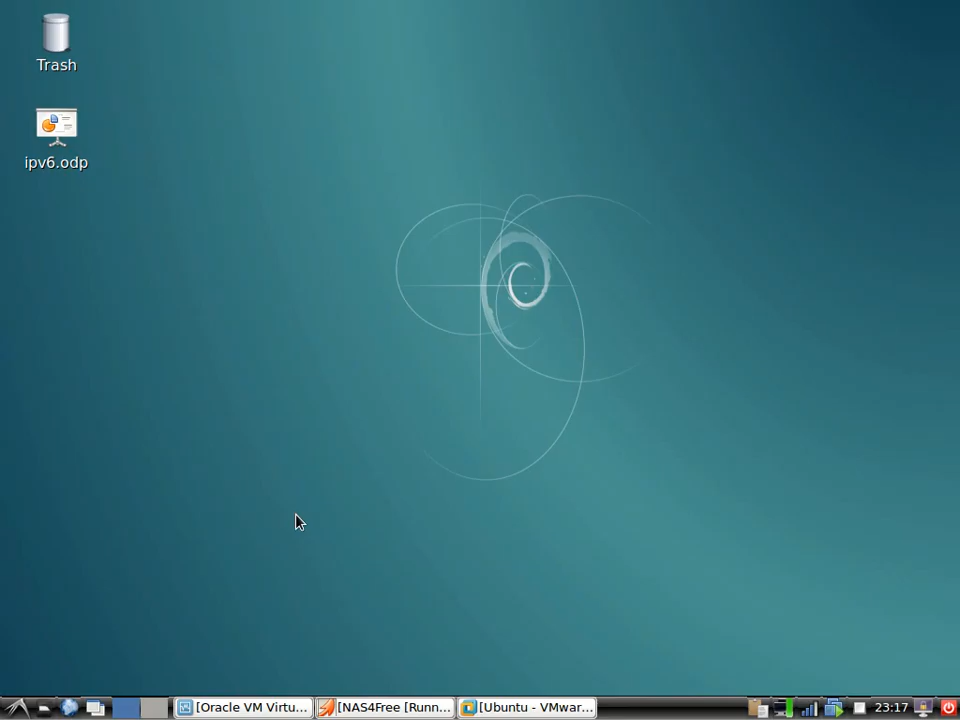 Trash
ipv6.odp
[Oracle VM Virtu...
[NAS4Free [Runn...
[Ubuntu - VMwar...
23:17